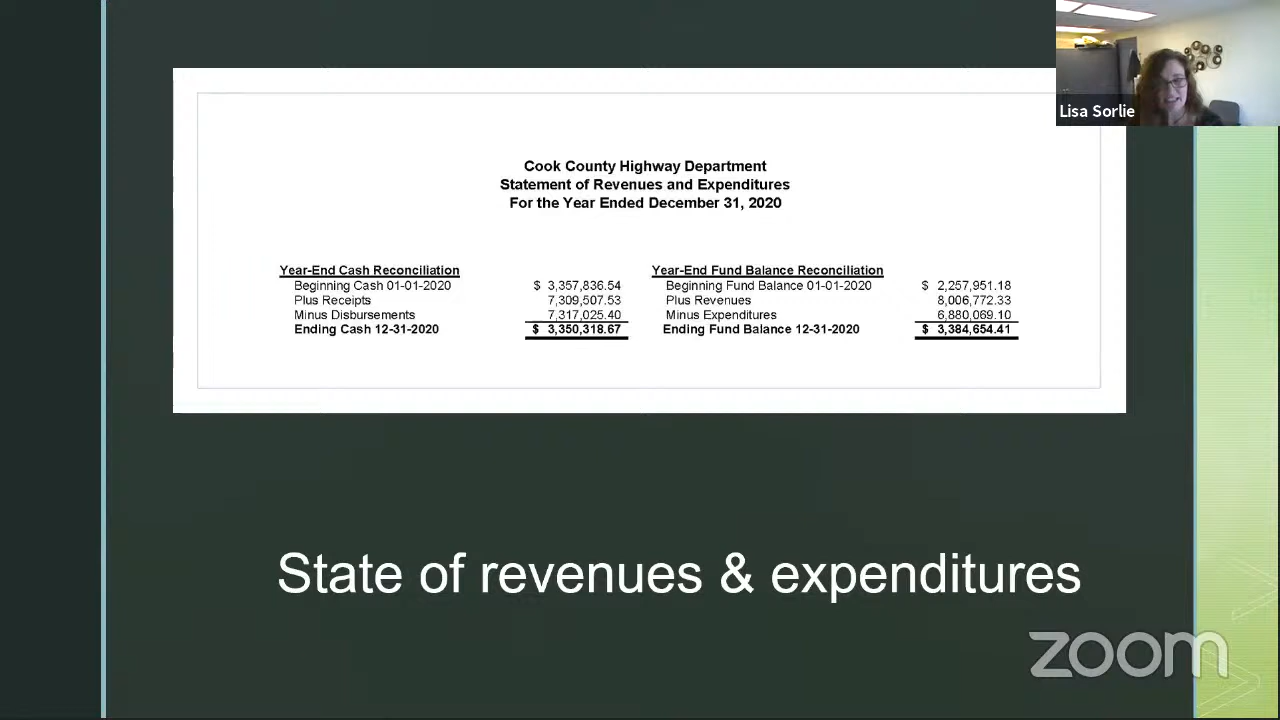 Lisa Sorlie
Cook County Highway Department
Statement of Revenues and Expenditures
For the Year Ended December 31, 2020
Year-End Cash Reconciliation
Beginning Cash 01-01-2020 $ 3,357,836.54
Plus Receipts 7,309,507.53
Minus Disbursements 7,317,025.40
Ending Cash 12-31-2020 $ 3,350,318.67
Year-End Fund Balance Reconciliation
Beginning Fund Balance 01-01-2020 $ 2,257,951.18
Plus Revenues 8,006,772.33
Minus Expenditures 6,880,069.10
Ending Fund Balance 12-31-2020 $ 3,384,654.41
State of revenues & expenditures
zoom